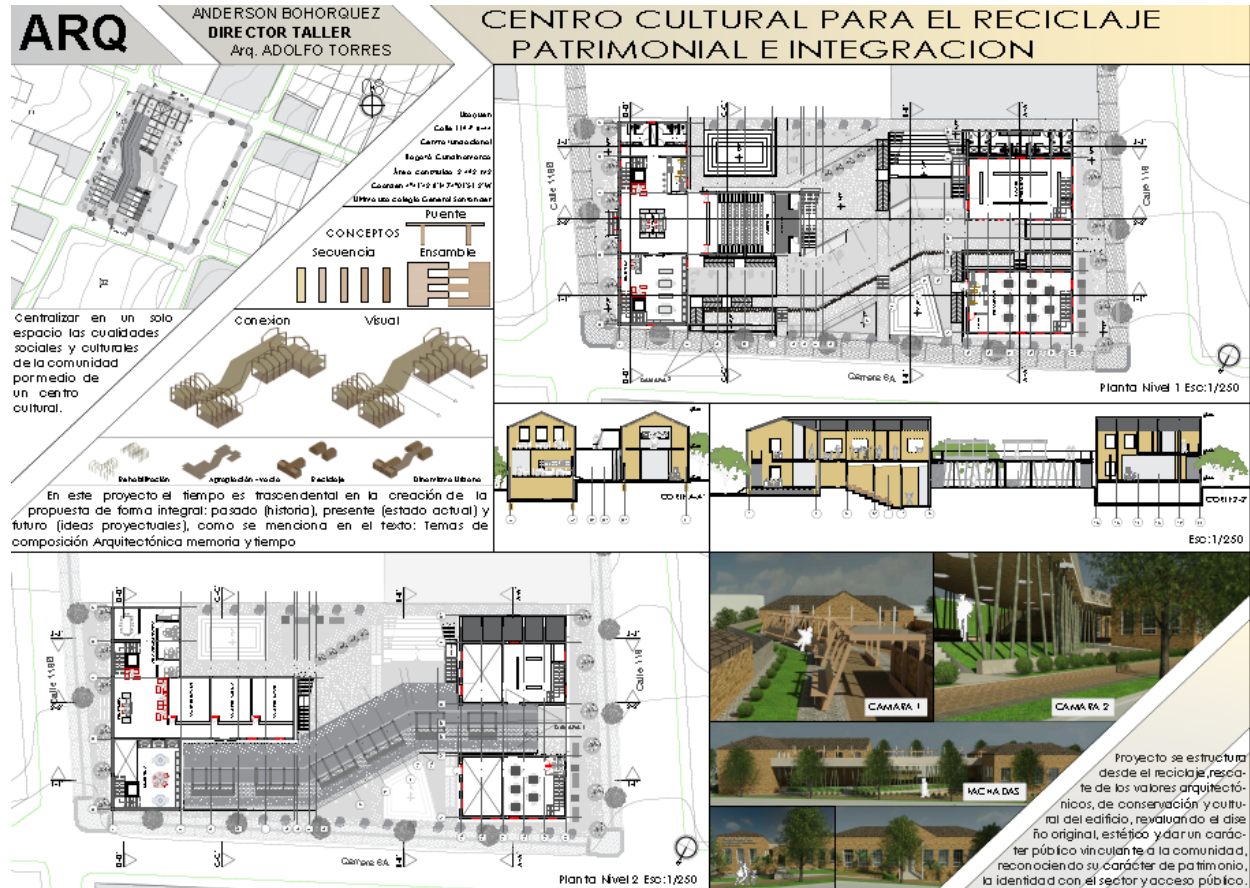 ARQ
ANDERSON BOHORQUEZ
DIRECTOR TALLER
Arq. ADOLFO TORRES
CENTRO CULTURAL PARA EL RECICLAJE
PATRIMONIAL E INTEGRACION
Usaquen
Bogotá Cundinamarca
Puente
CONCEPTOS
Secuencia
Ensamble
Centralizar en un solo
espacio las cualidades
sociales y culturales
de la comunidad
por medio de
un centro
cultural.
Conexion
Visual
Rehabilitación
Reciclaje
Dinamismo Urbano
En este proyecto el tiempo es trascendental en la creación de la
propuesta de forma integral: pasado (historia), presente (estado actual) y
futuro (ideas proyectuales), como se menciona en el texto: Temas de
composición Arquitectónica memoria y tiempo
Calle 118B
Calle 118
Carrera 6A
Planta Nivel 1 Esc:1/250
Esc:1/250
Calle 118B
Calle 118
Carrera 6A
Planta Nivel 2 Esc:1/250
CAMARA 1
CAMARA 2
FACHADAS
Proyecto se estructura
desde el reciclaje,resca-
te de los valores arquitectó-
nicos, de conservación y cultu-
ral del edificio, revaluando el dise
ño original, estético y dar un carác-
ter público vinculante a la comunidad,
reconociendo su carácter de patrimonio,
la identidad con el sector y acceso público.